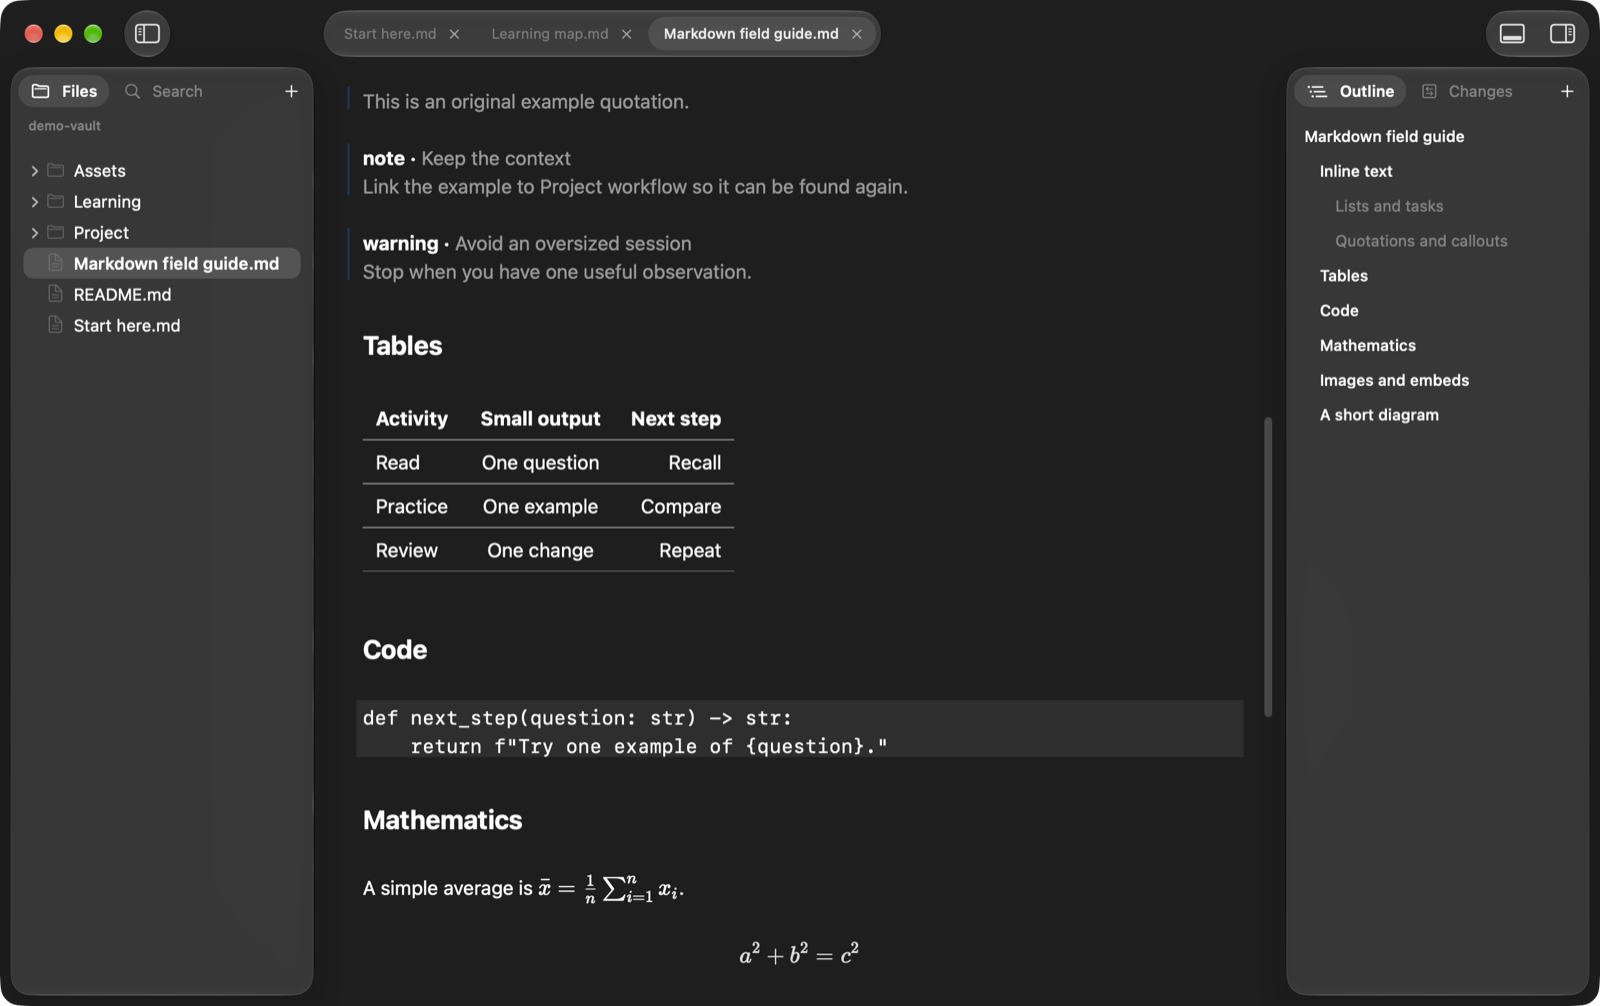 Start here.md
Learning map.md
Markdown field guide.md
Files
Search
demo-vault
Assets
Learning
Project
Markdown field guide.md
README.md
Start here.md
This is an original example quotation.
note · Keep the context
Link the example to Project workflow so it can be found again.
warning · Avoid an oversized session
Stop when you have one useful observation.
Tables
Activity Small output Next step
Read One question Recall
Practice One example Compare
Review One change Repeat
Code
def next_step(question: str) -> str:
    return f"Try one example of {question}."
Mathematics
A simple average is x̄ = 1/n ∑ⁿᵢ₌₁ xᵢ.
a² + b² = c²
Outline
Changes
Markdown field guide
Inline text
Lists and tasks
Quotations and callouts
Tables
Code
Mathematics
Images and embeds
A short diagram